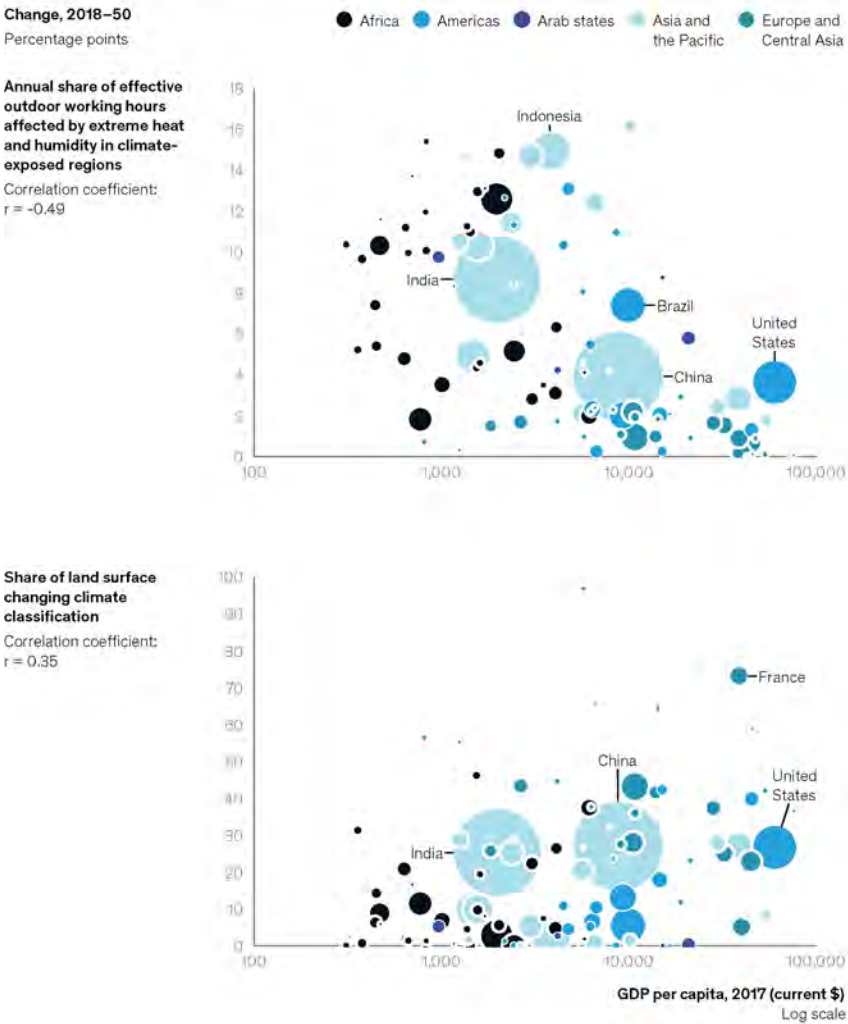 Change, 2018–50
Percentage points
Africa
Americas
Arab states
Asia and
the Pacific
Europe and
Central Asia
Annual share of effective
outdoor working hours
affected by extreme heat
and humidity in climate-
exposed regions
Correlation coefficient:
r = -0.49
18
16
14
12
10
8
6
4
2
0
Indonesia
India
Brazil
United
States
China
100
1,000
10,000
100,000
Share of land surface
changing climate
classification
Correlation coefficient:
r = 0.35
100
90
80
70
60
50
40
30
20
10
0
France
China
United
States
India
100
1,000
10,000
100,000
GDP per capita, 2017 (current $)
Log scale